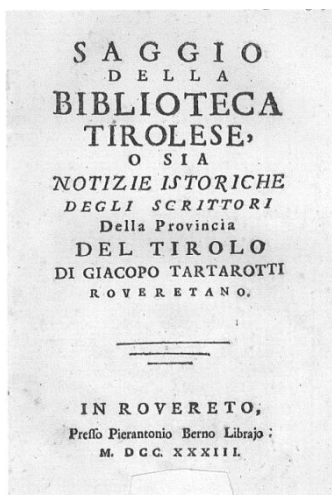 SAGGIO
DELLA
BIBLIOTECA
TIROLESE,
O SIA
NOTIZIE ISTORICHE
DEGLI SCRITTORI
Della Provincia
DEL TIROLO
DI GIACOPO TARTAROTTI
ROVERETANO.
IN ROVERETO,
Preſſo Pierantonio Berno Librajo:
M. DCC. XXXIII.